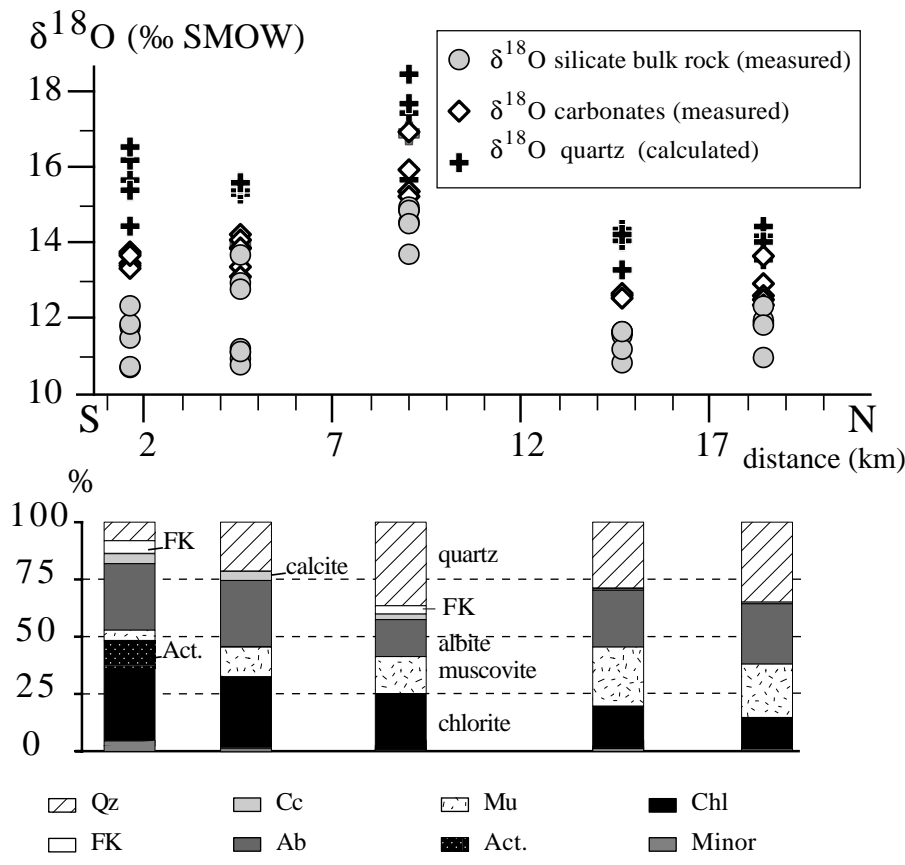 δ18O (‰ SMOW)
δ18O silicate bulk rock (measured)
δ18O carbonates (measured)
δ18O quartz (calculated)
18
16
14
12
10
S
N
2
7
12
17
distance (km)
%
100
75
50
25
0
FK
calcite
Act.
quartz
FK
albite
muscovite
chlorite
Qz
Cc
Mu
Chl
FK
Ab
Act.
Minor